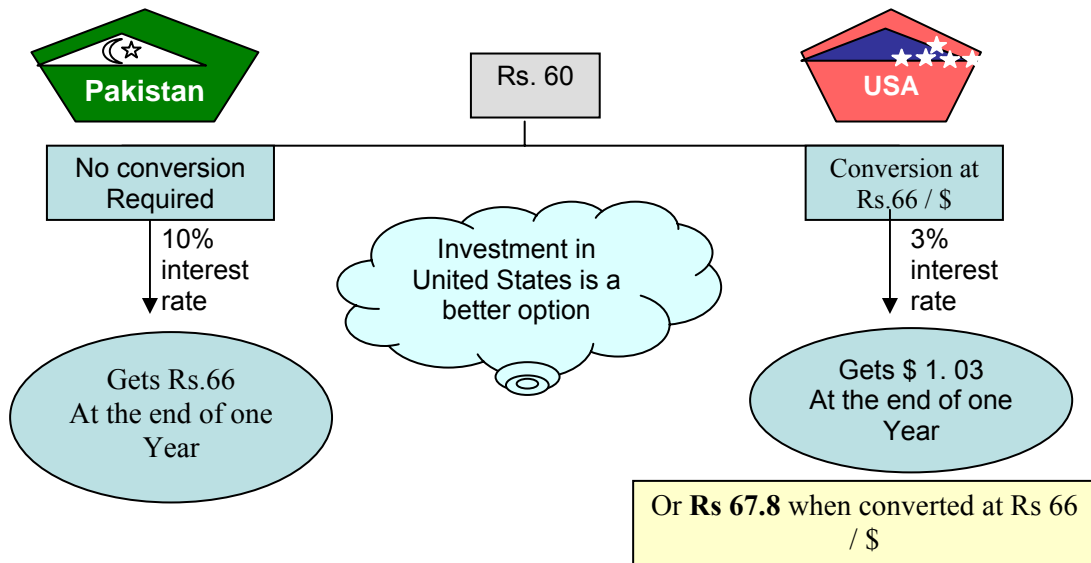 Pakistan
Rs. 60
USA
No conversion
Required
Conversion at
Rs.66 / $
10%
interest
rate
Investment in
United States is a
better option
3%
interest
rate
Gets Rs.66
At the end of one
Year
Gets $ 1. 03
At the end of one
Year
Or Rs 67.8 when converted at Rs 66
/ $